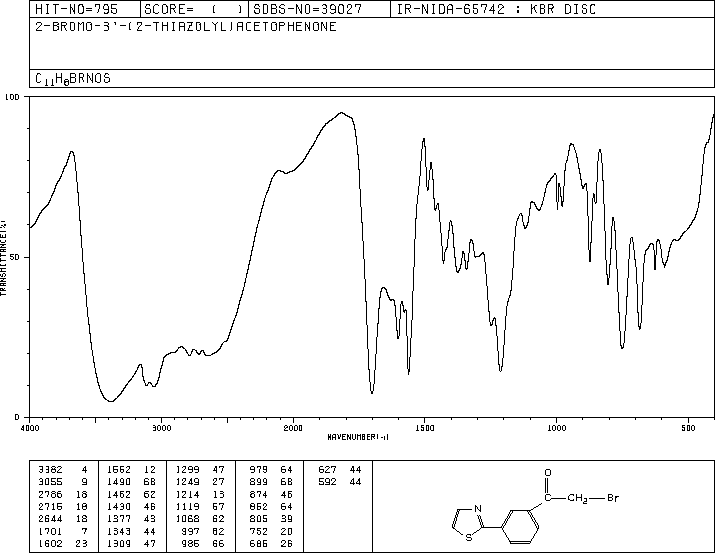 HIT-NO=795 SCORE= ( ) SDBS-NO=39027 IR-NIDA-65742 : KBR DISC
2-BROMO-3'-(2-THIAZOLYL)ACETOPHENONE
C11H8BRNOS
100
TRANSMITTANCE(%)
50
0
4000 3000 2000 1500 1000 500
WAVENUMBER(-1)
3382 4 1562 12 1299 47 979 64 627 44
3055 9 1490 68 1249 27 899 68 592 44
2786 18 1462 62 1214 13 874 46
2715 18 1430 46 1119 57 852 64
2644 18 1377 43 1068 62 805 39
1701 7 1343 44 997 62 752 20
1602 23 1309 47 985 66 686 26
O
C CH2 Br
N
S